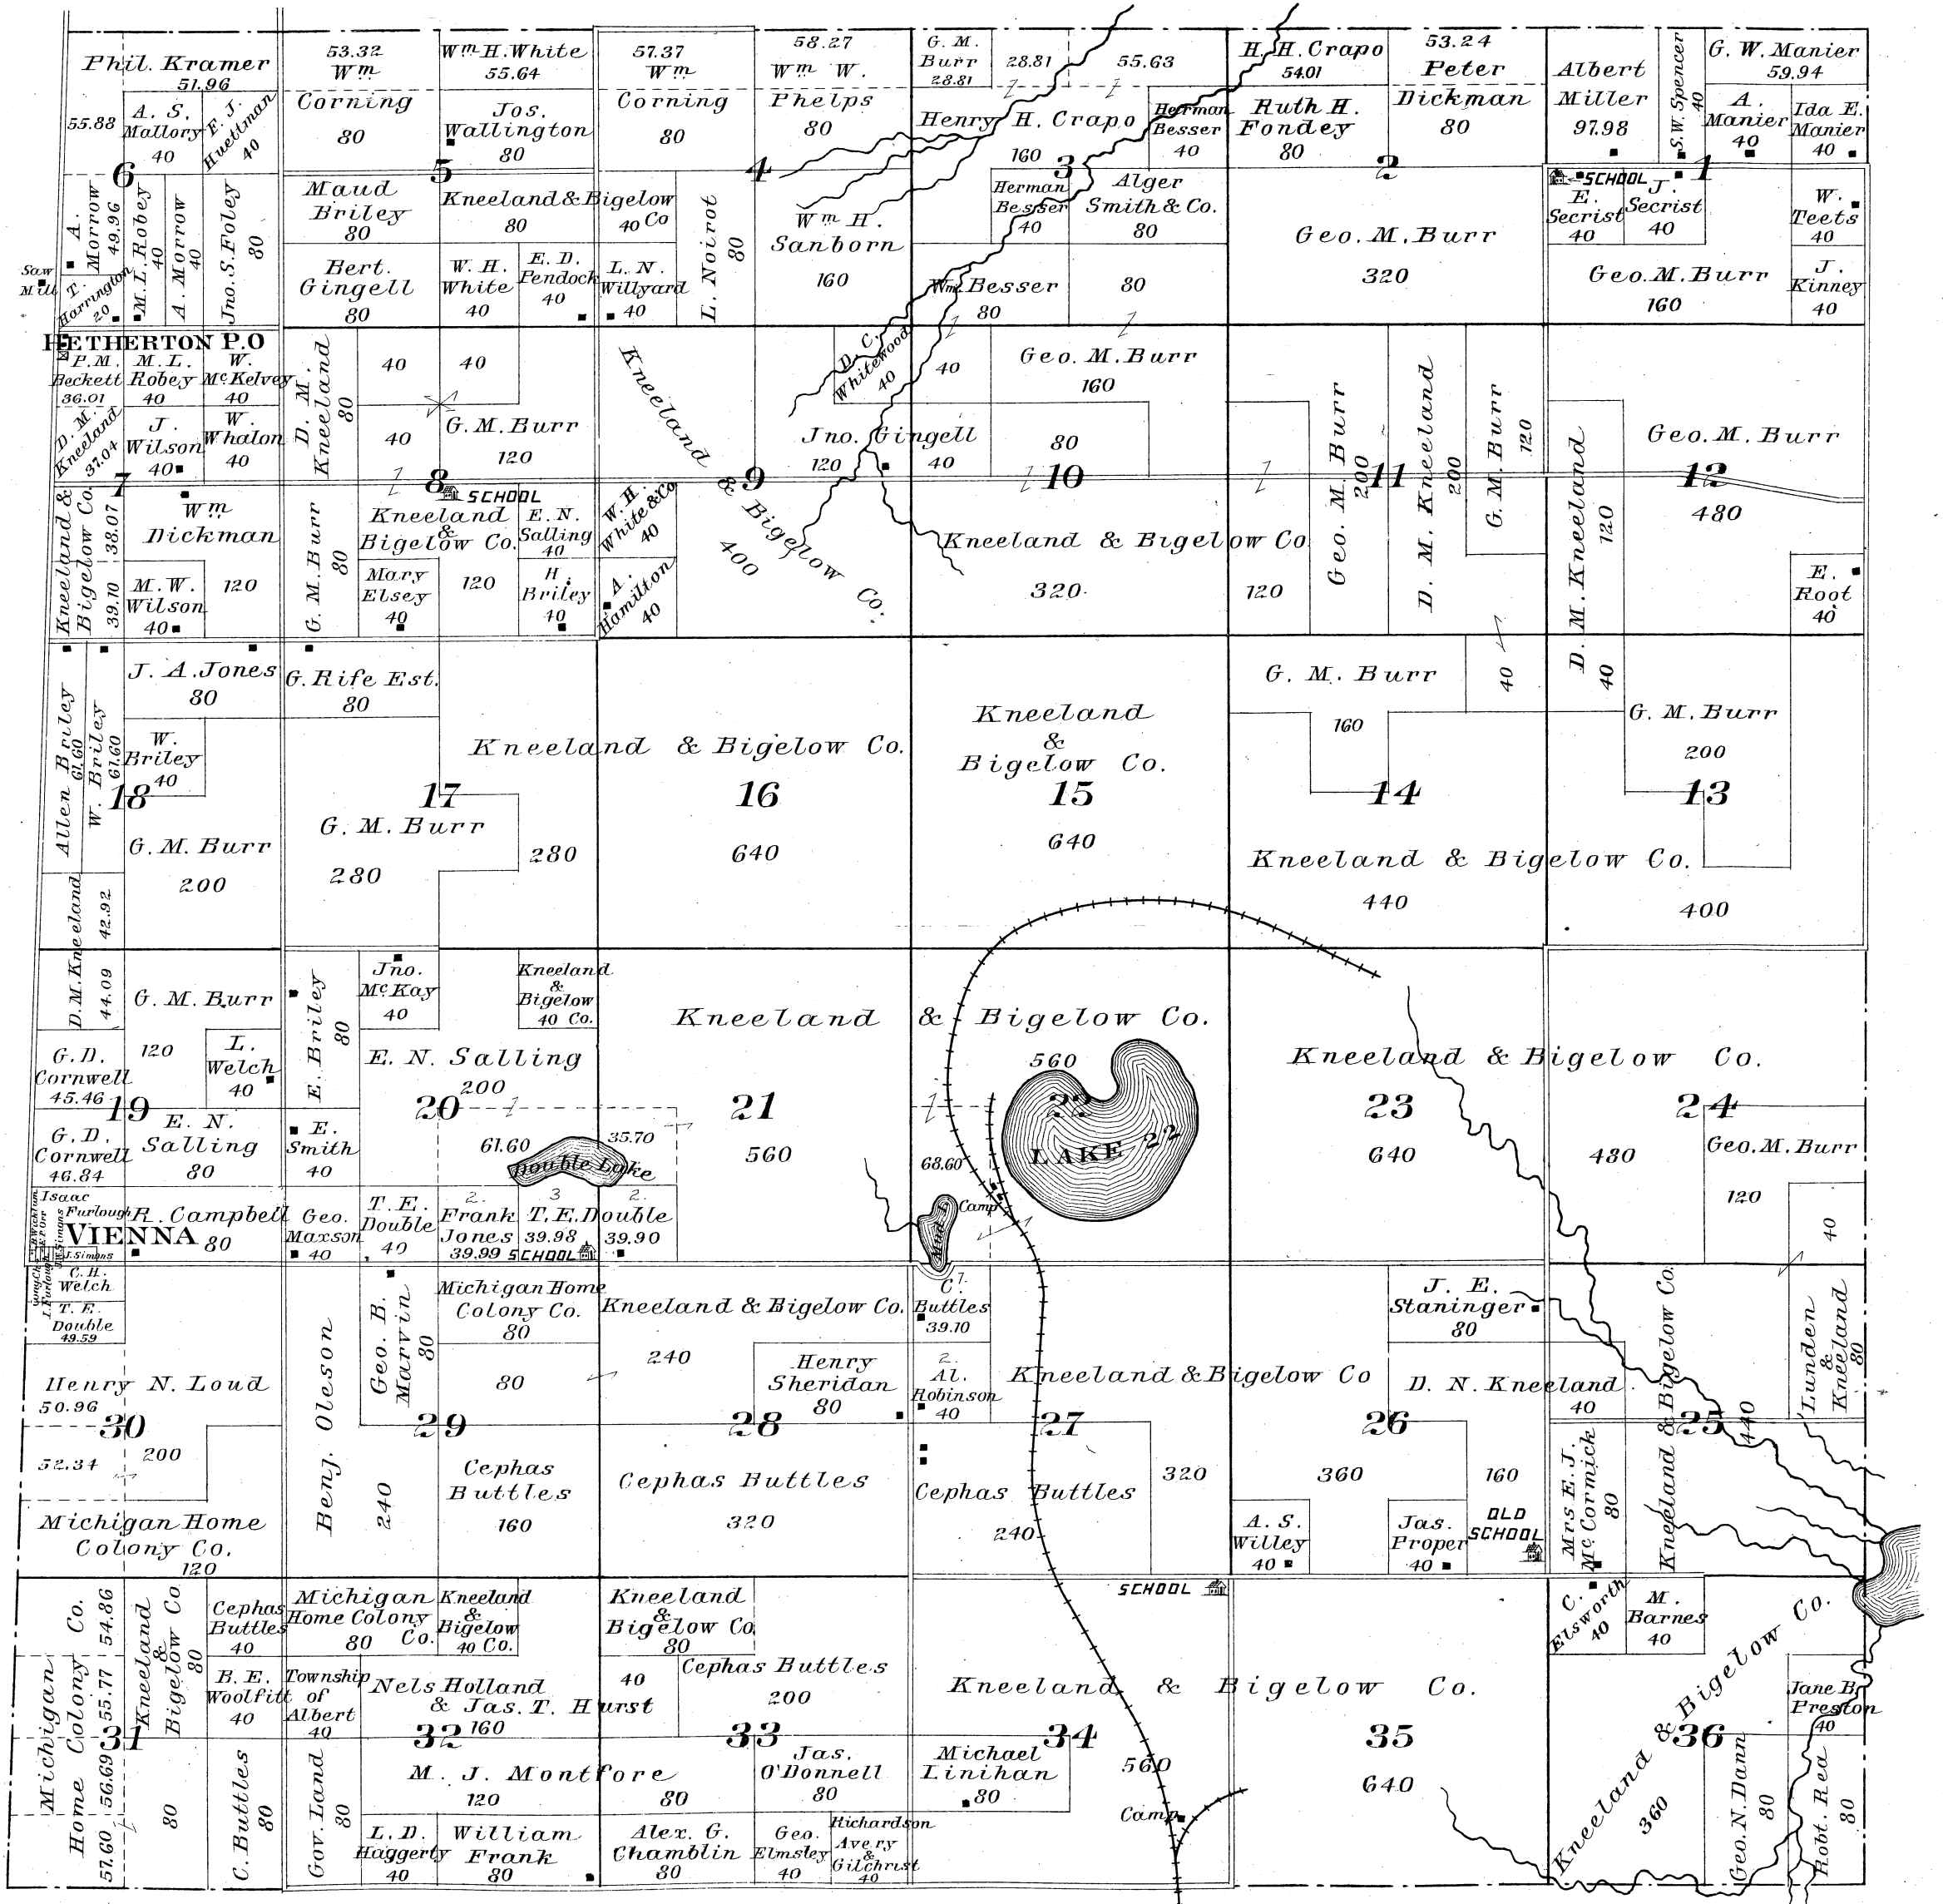 Phil. Kramer
51.96
55.88
A. S.
Mallory
40
E. J.
Huettman
40
6
A.
Morrow
49.96
M.L.Robey
40
A. Morrow
40
Jno.S.Foley
80
Saw
Mill
T.
Harrington
20
53.32
Wm
Corning
80
Wm H. White
55.64
Jos.
Wallington
80
5
Maud
Briley
80
Kneeland & Bigelow
80
40 Co
Bert.
Gingell
80
W. H.
White
40
E. D.
Pendock
40
57.37
Wm
Corning
80
58.27
Wm W.
Phelps
80
4
L. Noirot
80
L. N.
Willyard
40
Wm H.
Sanborn
160
G. M.
Burr
28.81
28.81
55.63
Henry H. Crapo
160
Herman
Besser
40
3
Herman
Besser
40
Alger
Smith & Co.
80
Wm. Besser
80
80
H. H. Crapo
54.01
Ruth H.
Fondey
80
53.24
Peter
Dickman
80
2
Geo. M. Burr
320
Albert
Miller
97.98
S.W. Spencer
40
G. W. Manier
59.94
A.
Manier
40
Ida E.
Manier
40
1
SCHOOL
E.
Secrist
40
J.
Secrist
40
W.
Teets
40
Geo. M. Burr
160
J.
Kinney
40
HETHERTON P.O
P. M.
Beckett
36.01
M. L.
Robey
40
W.
McKelvey
40
D. M.
Kneeland
37.04
J.
Wilson
40
W.
Whalon
40
7
Kneeland &
Bigelow Co.
38.07
39.10
Wm
Dickman
120
M. W.
Wilson
40
D. M.
Kneeland
80
40
40
40
G. M. Burr
120
8
SCHOOL
G. M. Burr
80
Kneeland
&
Bigelow Co.
120
E. N.
Salling
40
Mary
Elsey
40
H.
Briley
40
Kneeland & Bigelow Co.
400
9
W. H.
White & Co
40
A.
Hamilton
40
D. C.
Whitewood
40
Jno. Gingell
120
40
40
Geo. M. Burr
160
80
10
Kneeland & Bigelow Co
320
120
Geo. M. Burr
200
11
D. M. Kneeland
200
G. M. Burr
120
D. M. Kneeland
120
40
Geo. M. Burr
12
480
E.
Root
40
Allen Briley
61.60
W. Briley
61.60
J. A. Jones
80
W.
Briley
40
18
G. M. Burr
200
D. M. Kneeland
42.92
44.09
G. Rife Est.
80
17
G. M. Burr
280
280
Kneeland & Bigelow Co.
16
640
Kneeland
&
Bigelow Co.
15
640
G. M. Burr
160
40
14
Kneeland & Bigelow Co.
440
G. M. Burr
200
13
400
G. M. Burr
120
G. D.
Cornwell
45.46
L.
Welch
40
19
G. D.
Cornwell
46.84
E. N.
Salling
80
Isaac
Furlough
R. Campbell
80
VIENNA
J. Simons
E. Briley
80
Jno.
McKay
40
Kneeland
&
Bigelow
40 Co.
E. N. Salling
200
20
61.60
35.70
Double Lake
E.
Smith
40
Geo.
Maxson
40
T. E.
Double
40
2.
Frank
Jones
39.99
3
T. E. Double
39.98
2.
39.90
SCHOOL
Kneeland & Bigelow Co.
21
560
560
22
LAKE 22
68.60
Camp
Mud L.
Kneeland & Bigelow Co.
23
640
24
480
Geo. M. Burr
120
40
C. H.
Welch
T. E.
Double
49.59
Henry N. Loud
50.96
30
52.34
200
Michigan Home
Colony Co.
120
Benj. Oleson
240
Geo. B.
Marvin
80
Michigan Home
Colony Co.
80
80
29
Cephas
Buttles
160
Kneeland & Bigelow Co.
240
Henry
Sheridan
80
28
Cephas Buttles
320
1.
C.
Buttles
39.10
2.
Al.
Robinson
40
Kneeland & Bigelow Co
27
320
Cephas Buttles
240
J. E.
Staninger
80
D. N. Kneeland
40
26
360
160
A. S.
Willey
40
Jas.
Proper
40
OLD
SCHOOL
Kneeland & Bigelow Co.
440
Lunden
&
Kneeland
80
25
Mrs E. J.
McCormick
80
Kneeland & Bigelow Co.
Michigan
Home Colony Co.
54.86
55.77
56.69
57.60
Kneeland
&
Bigelow Co
80
80
Cephas
Buttles
40
B. E.
Woolfitt
40
31
C. Buttles
80
Michigan
Home Colony
80 Co.
Kneeland
&
Bigelow
40 Co.
Township
of
Albert
40
Nels Holland
& Jas. T. Hurst
160
40
32
Gov. Land
80
M. J. Montfore
120
80
L. D.
Haggerty
40
William
Frank
80
Kneeland
&
Bigelow Co
80
Cephas Buttles
200
33
Jas.
O'Donnell
80
Alex. G.
Chamblin
80
Geo.
Elmsley
40
Richardson
Avery
&
Gilchrist
40
SCHOOL
Kneeland & Bigelow Co.
34
Michael
Linihan
80
560
Camp
35
640
C.
Elsworth
40
M.
Barnes
40
Kneeland & Bigelow Co.
360
36
Jane B.
Preston
40
Geo. N. Dann
80
Robt. Rea
80